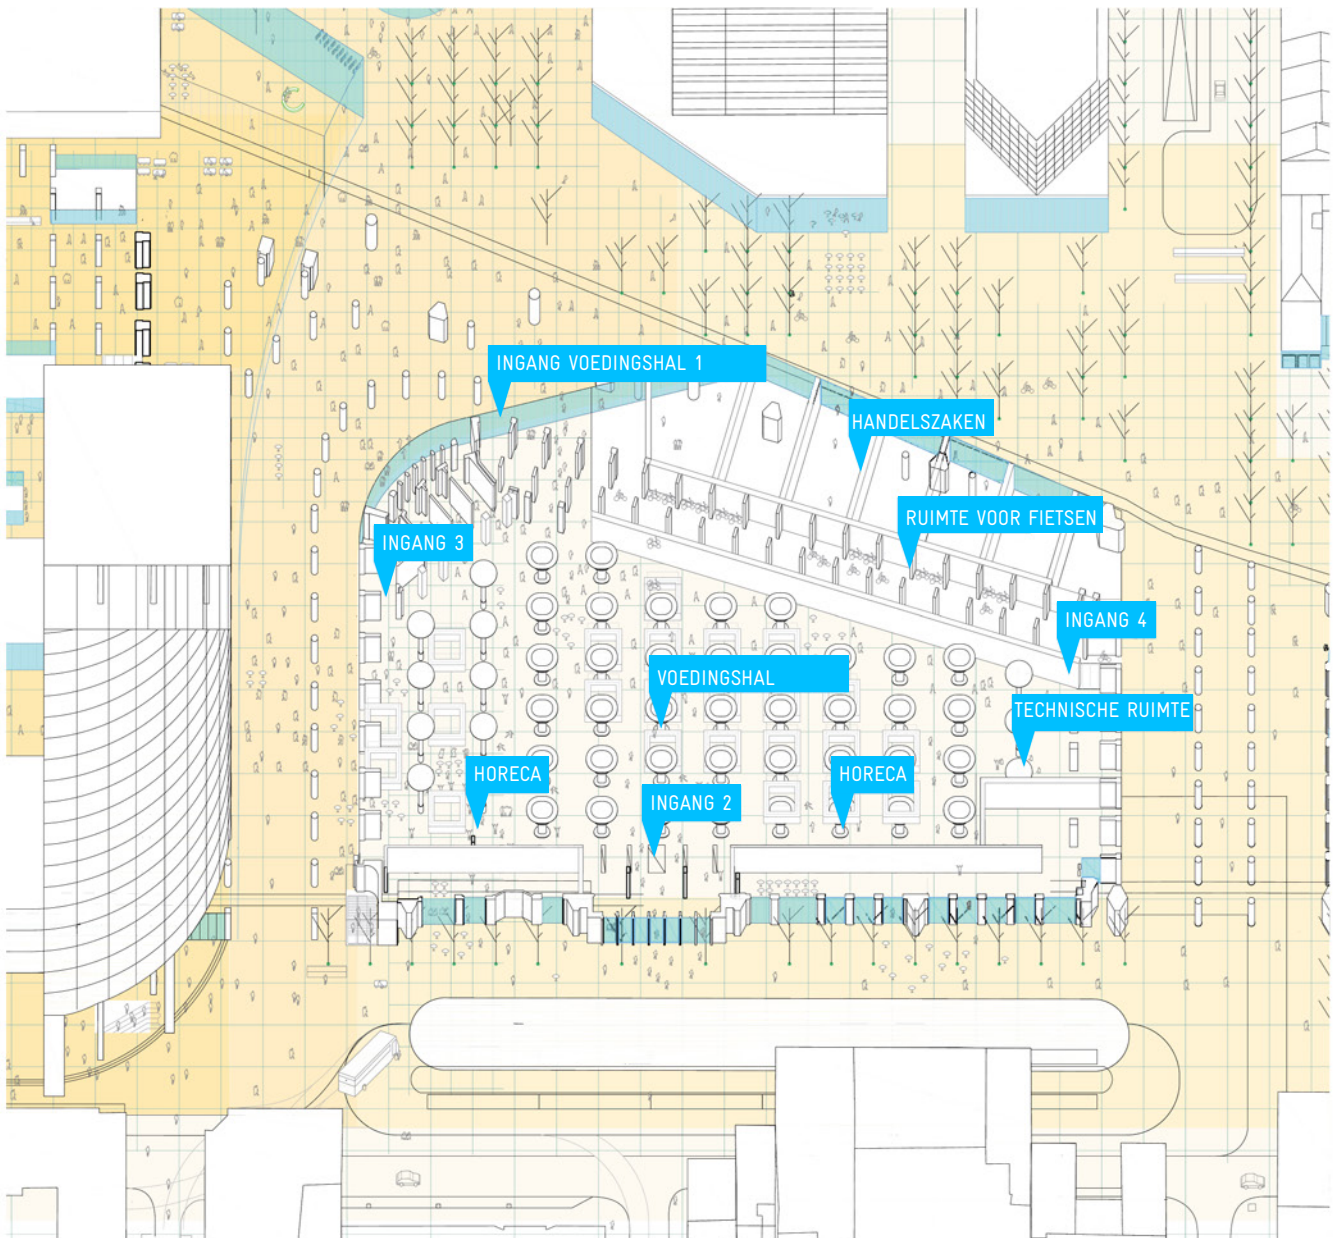 INGANG VOEDINGSHAL 1
HANDELSZAKEN
RUIMTE VOOR FIETSEN
INGANG 3
INGANG 4
VOEDINGSHAL
TECHNISCHE RUIMTE
HORECA
HORECA
INGANG 2